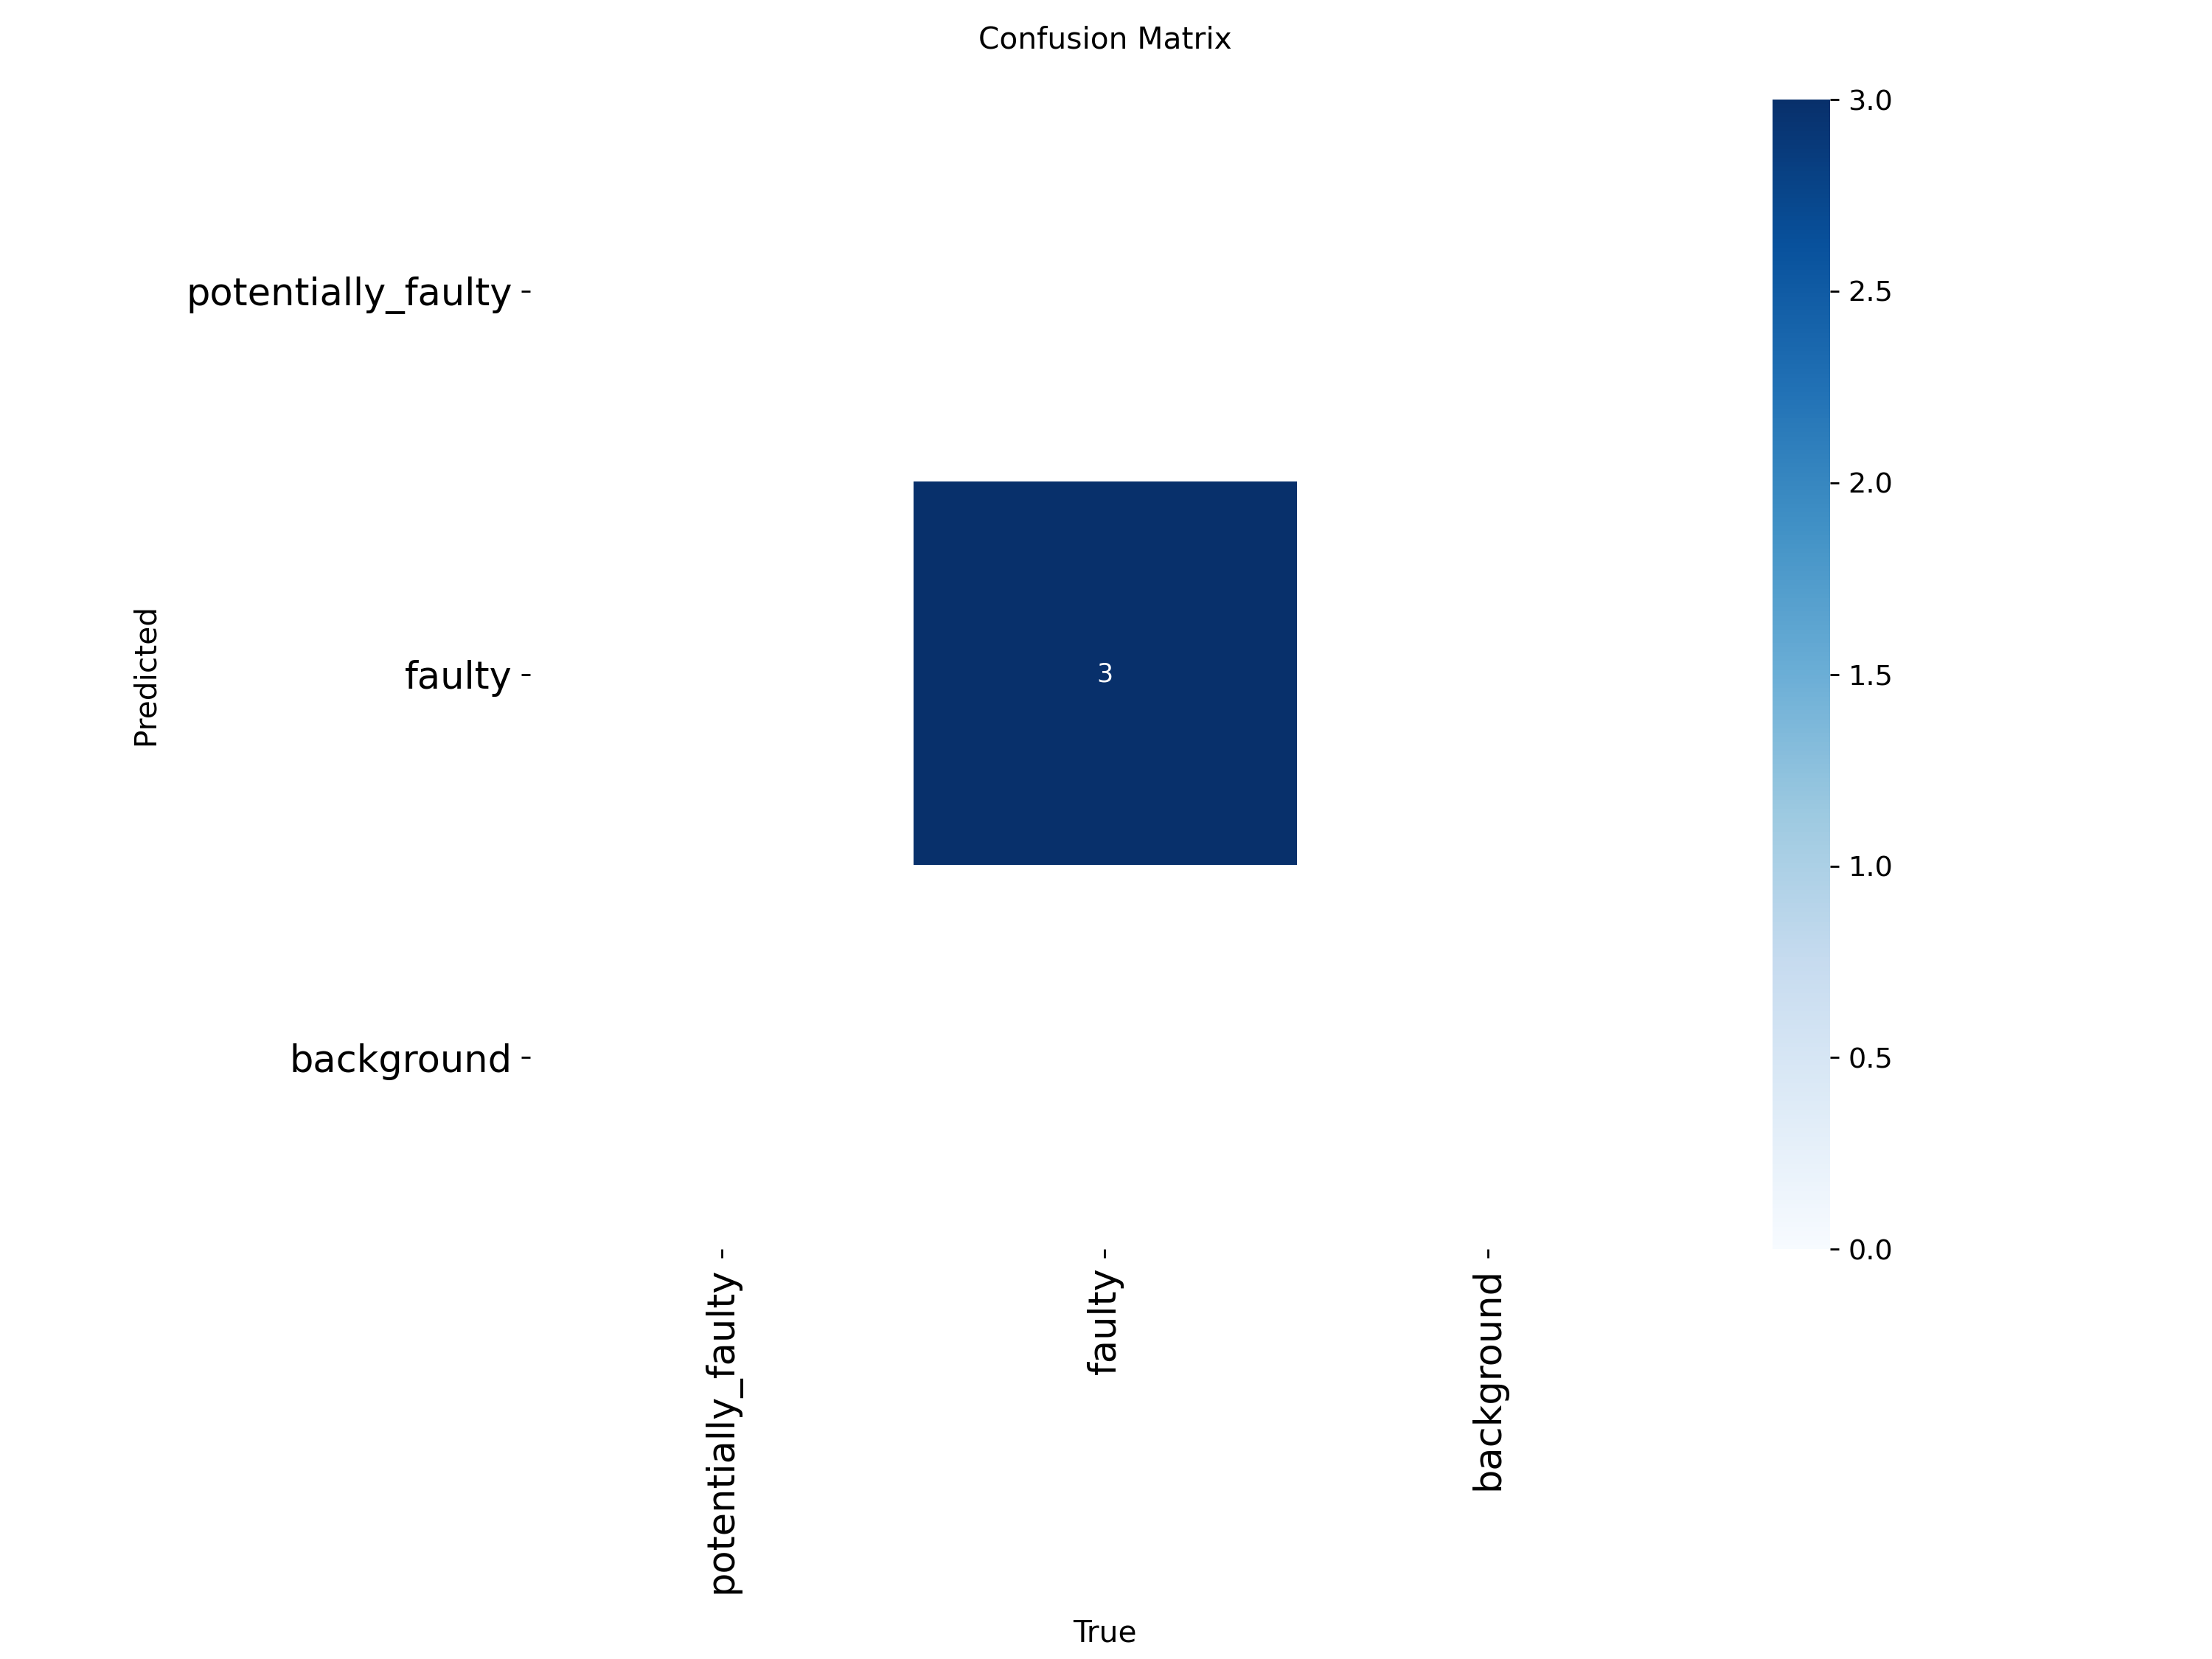 Confusion Matrix
Predicted
potentially_faulty
faulty
background
3
potentially_faulty
faulty
background
True
3.0
2.5
2.0
1.5
1.0
0.5
0.0